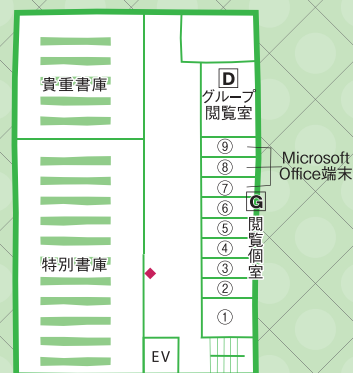 貴重書庫
D
グループ
閲覧室
⑨
⑧
⑦
Microsoft
Office端末
⑥
G
閲覧個室
⑤
④
③
②
①
特別書庫
EV